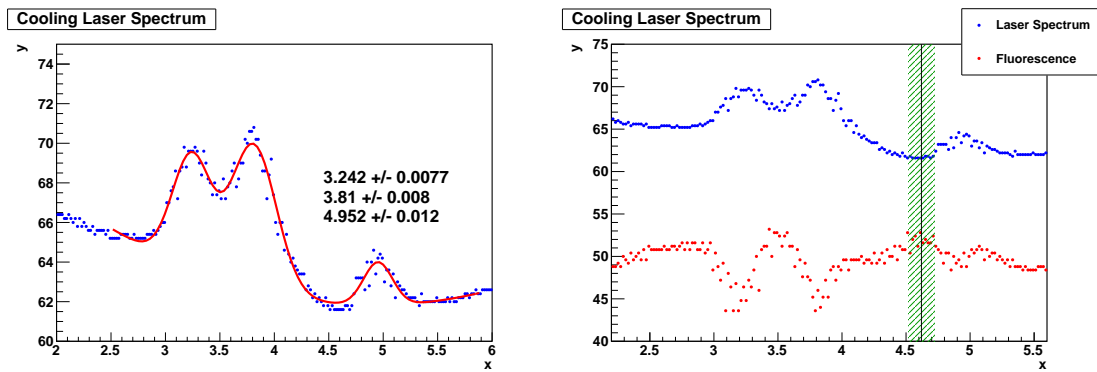 Cooling Laser Spectrum
y
74
72
70
68
66
64
62
60
3.242 +/- 0.0077
3.81 +/- 0.008
4.952 +/- 0.012
2 2.5 3 3.5 4 4.5 5 5.5 6
x
Cooling Laser Spectrum
y
75
70
65
60
55
50
45
40
Laser Spectrum
Fluorescence
2.5 3 3.5 4 4.5 5 5.5
x